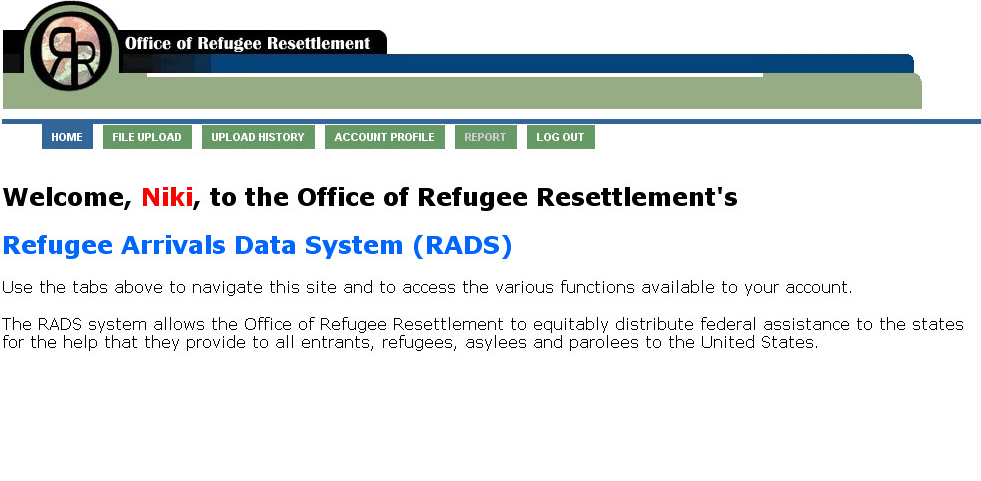 RR
Office of Refugee Resettlement
HOME FILE UPLOAD UPLOAD HISTORY ACCOUNT PROFILE REPORT LOG OUT
Welcome, Niki, to the Office of Refugee Resettlement's
Refugee Arrivals Data System (RADS)
Use the tabs above to navigate this site and to access the various functions available to your account.
The RADS system allows the Office of Refugee Resettlement to equitably distribute federal assistance to the states
for the help that they provide to all entrants, refugees, asylees and parolees to the United States.